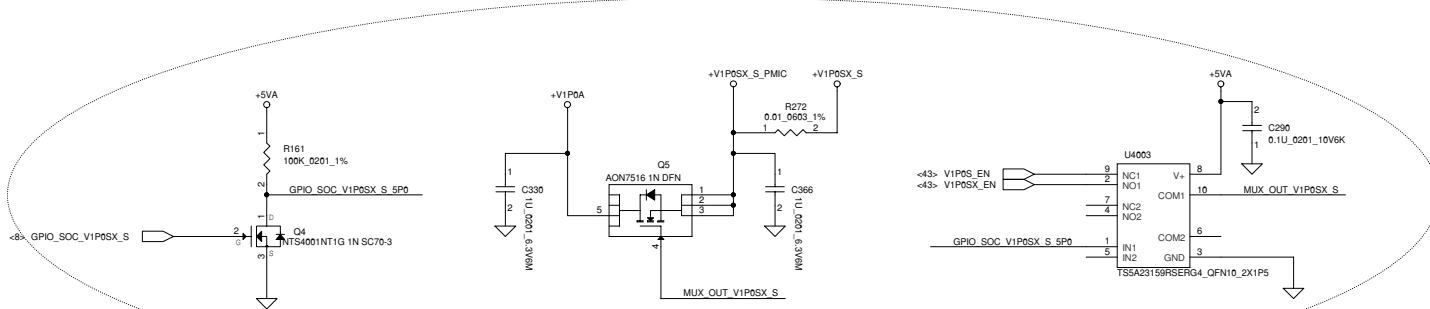 +5VA
1
R161
100K_0201_1%
2
GPIO_SOC_V1P0SX_S_5P0
1
D
<8> GPIO_SOC_V1P0SX_S
2
G
Q4
NTS4001NT1G 1N SC70-3
3
S
+V1P0A
1
C330
1U_0201_6.3V6M
2
Q5
AON7516 1N DFN
5
1
2
3
4
MUX_OUT_V1P0SX_S
+V1P0SX_S_PMIC
+V1P0SX_S
R272
0.01_0603_1%
1
2
1
C366
1U_0201_6.3V6M
2
+5VA
2
C290
0.1U_0201_10V6K
1
U4003
<43> V1P0S_EN
9
NC1
V+
8
<43> V1P0SX_EN
2
NO1
COM1
10
MUX_OUT_V1P0SX_S
7
NC2
4
NO2
COM2
6
GPIO_SOC_V1P0SX_S_5P0
1
IN1
5
IN2
GND
3
TS5A23159RSERG4_QFN10_2X1P5